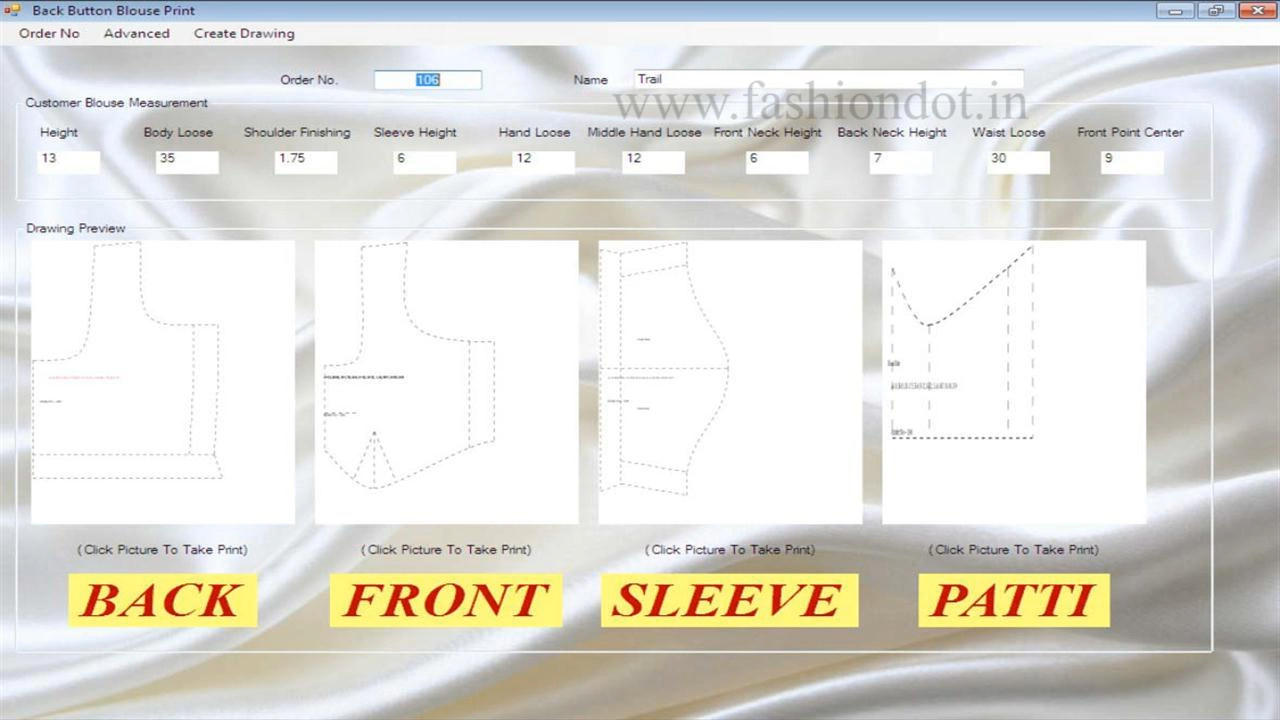 Back Button Blouse Print
Order No Advanced Create Drawing
Order No. 106 Name Trail
www.fashiondot.in
Customer Blouse Measurement
Height Body Loose Shoulder Finishing Sleeve Height Hand Loose Middle Hand Loose Front Neck Height Back Neck Height Waist Loose Front Point Center
13 35 1.75 6 12 12 6 7 30 9
Drawing Preview
(Click Picture To Take Print) (Click Picture To Take Print) (Click Picture To Take Print) (Click Picture To Take Print)
BACK FRONT SLEEVE PATTI